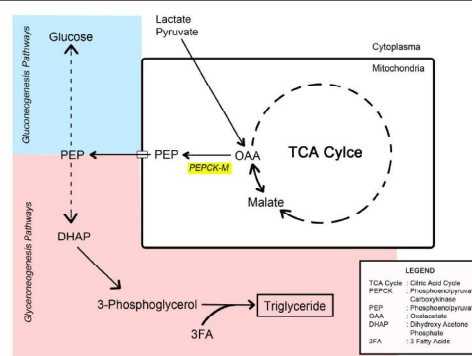 Lactate
Pyruvate
Glucose
Cytoplasma
Mitochondria
Gluconeogenesis Pathways
PEP
PEP
OAA
TCA Cylce
PEPCK-M
Malate
Glyceroneogenesis Pathways
DHAP
3-Phosphoglycerol
Triglyceride
3FA
LEGEND
TCA Cycle : Citric Acid Cycle
PEPCK : Phosphoenolpyruvat
Carboxykinase
PEP : Phosphoenolpyruvat
OAA : Oxalacetate
DHAP : Dihydroxy Acetone
Phosphate
3FA : 3 Fatty Acids